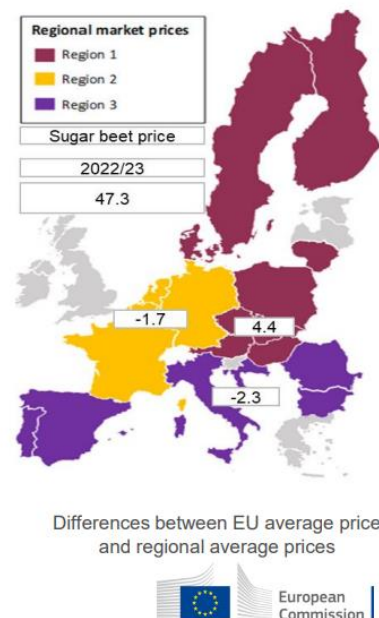 Regional market prices
Region 1
Region 2
Region 3
Sugar beet price
2022/23
47.3
-1.7
4.4
-2.3
Differences between EU average price
and regional average prices
European
Commission